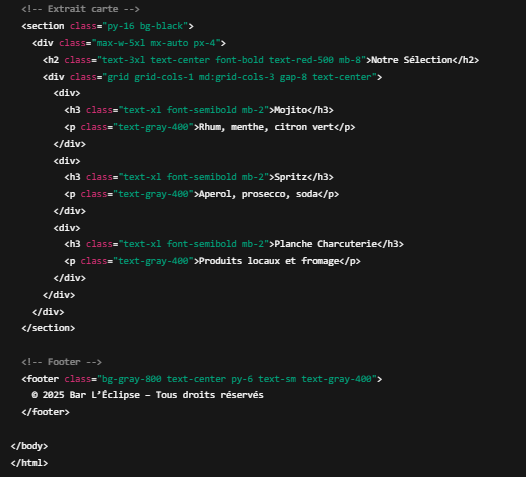 <!-- Extrait carte -->
<section class="py-16 bg-black">
<div class="max-w-5xl mx-auto px-4">
<h2 class="text-3xl text-center font-bold text-red-500 mb-8">Notre Sélection</h2>
<div class="grid grid-cols-1 md:grid-cols-3 gap-8 text-center">
<div>
<h3 class="text-xl font-semibold mb-2">Mojito</h3>
<p class="text-gray-400">Rhum, menthe, citron vert</p>
</div>
<div>
<h3 class="text-xl font-semibold mb-2">Spritz</h3>
<p class="text-gray-400">Aperol, prosecco, soda</p>
</div>
<div>
<h3 class="text-xl font-semibold mb-2">Planche Charcuterie</h3>
<p class="text-gray-400">Produits locaux et fromage</p>
</div>
</div>
</div>
</section>
<!-- Footer -->
<footer class="bg-gray-800 text-center py-6 text-sm text-gray-400">
© 2025 Bar L’Éclipse – Tous droits réservés
</footer>
</body>
</html>